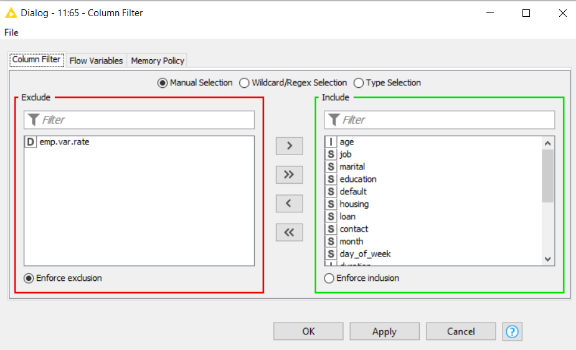 Dialog - 11:65 - Column Filter
File
Column Filter Flow Variables Memory Policy
Manual Selection Wildcard/Regex Selection Type Selection
Exclude
Filter
D emp.var.rate
Enforce exclusion
>
>>
<
<<
Include
Filter
I age
S job
S marital
S education
S default
S housing
S loan
S contact
S month
S day_of_week
I duration
Enforce inclusion
OK Apply Cancel ?